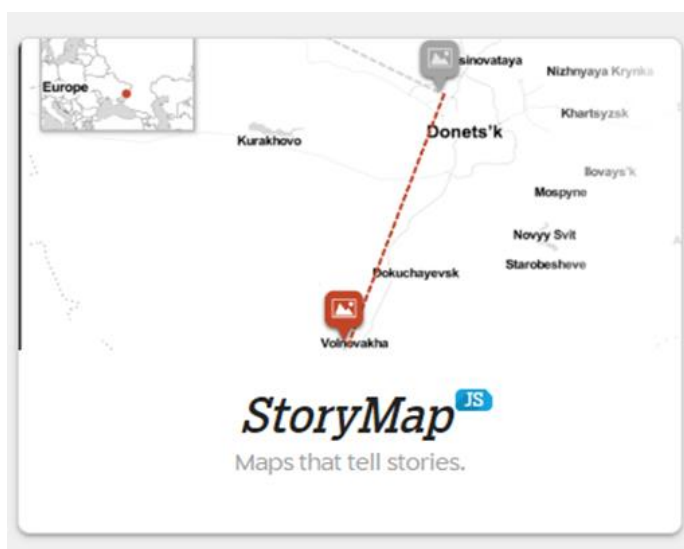 sinovataya
Nizhnyaya Krynka
Europe
Khartsyzsk
Kurakhovo
Donets'k
Ilovays'k
Mospyne
Novyy Svit
Starobesheve
Dokuchayevsk
Volnovakha
StoryMap JS
Maps that tell stories.